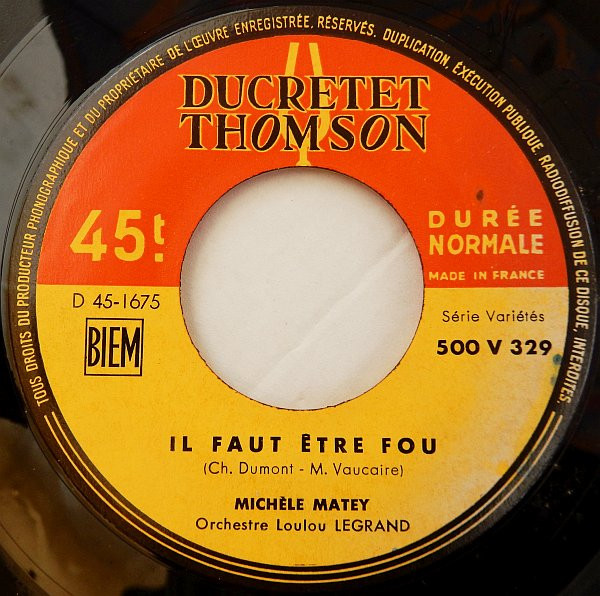 TOUS DROITS DU PRODUCTEUR PHONOGRAPHIQUE ET DU PROPRIÉTAIRE DE L'ŒUVRE ENREGISTRÉE, RÉSERVÉS. DUPLICATION, EXÉCUTION PUBLIQUE, RADIODIFFUSION DE CE DISQUE, INTERDITES.
DUCRETET
THOMSON
45t.
DURÉE
NORMALE
MADE IN FRANCE
D 45-1675
BIEM
Série Variétés
500 V 329
IL FAUT ÊTRE FOU
(Ch. Dumont - M. Vaucaire)
MICHÈLE MATEY
Orchestre Loulou LEGRAND